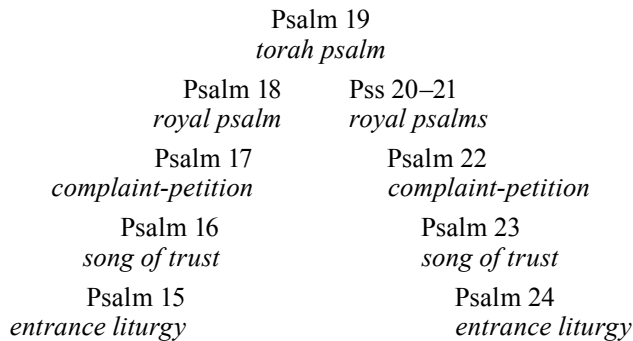 Psalm 19
torah psalm
Psalm 18 Pss 20–21
royal psalm royal psalms
Psalm 17 Psalm 22
complaint-petition complaint-petition
Psalm 16 Psalm 23
song of trust song of trust
Psalm 15 Psalm 24
entrance liturgy entrance liturgy